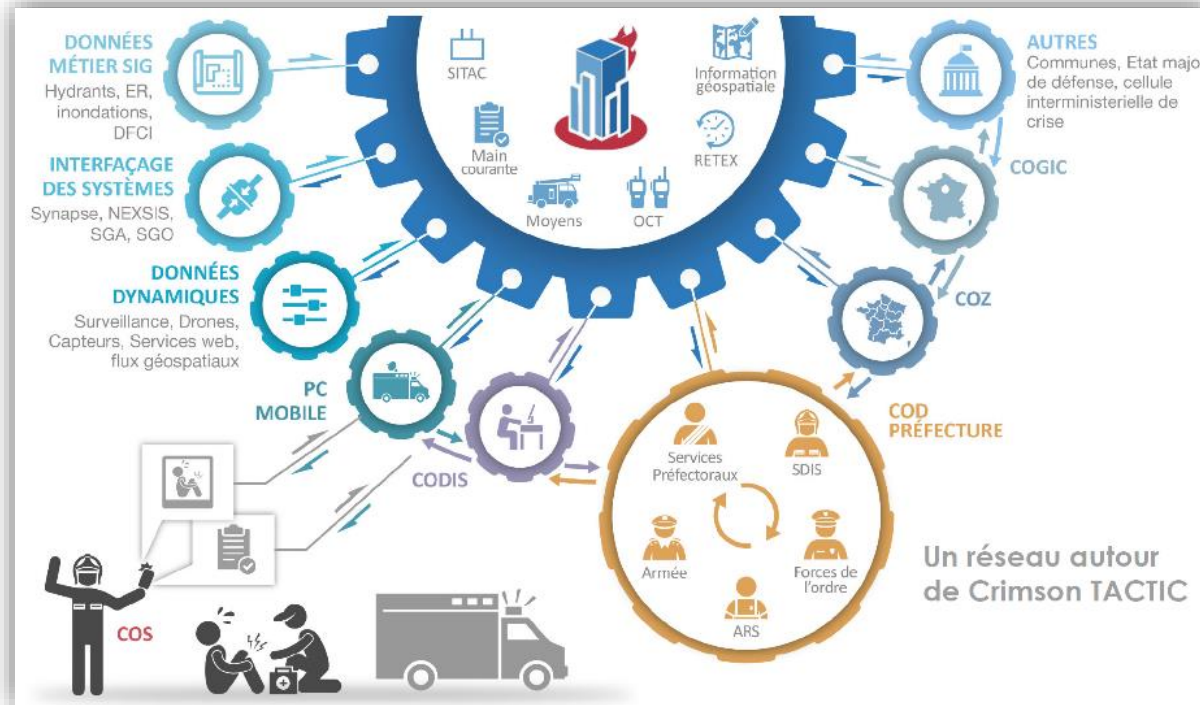 DONNÉES
MÉTIER SIG
Hydrants, ER,
inondations,
DFCI
INTERFAÇAGE
DES SYSTÈMES
Synapse, NEXSIS,
SGA, SGO
DONNÉES
DYNAMIQUES
Surveillance, Drones,
Capteurs, Services web,
flux géospatiaux
PC
MOBILE
CODIS
SITAC
Main
courante
Moyens
OCT
RETEX
Information
géospatiale
AUTRES
Communes, Etat majo
de défense, cellule
interministerielle de
crise
COGIC
COZ
COD
PRÉFECTURE
Services
Préfectoraux
SDIS
Armée
Forces de
l'ordre
ARS
COS
Un réseau autour
de Crimson TACTIC